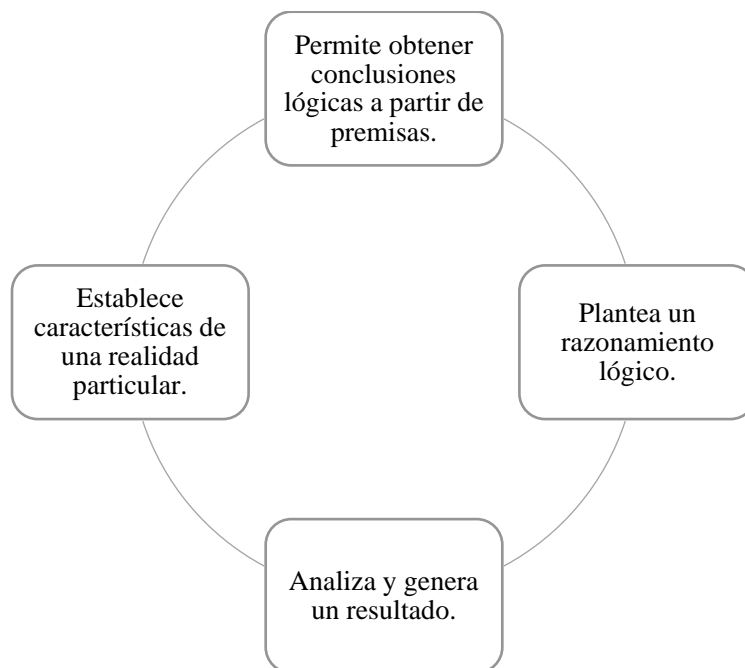 Permite obtener
conclusiones
lógicas a partir de
premisas.
Plantea un
razonamiento
lógico.
Analiza y genera
un resultado.
Establece
características de
una realidad
particular.